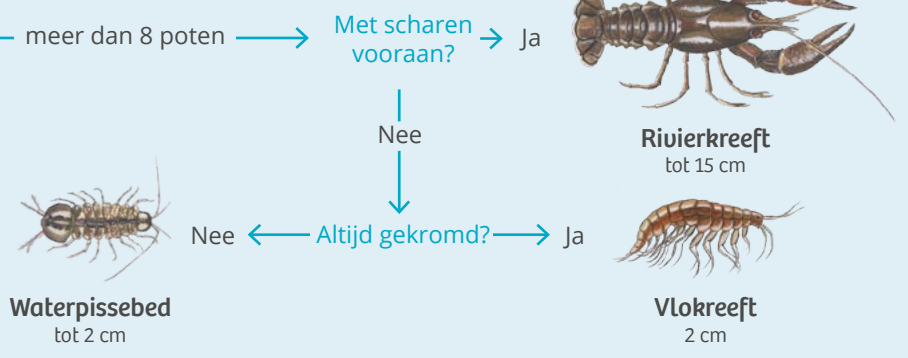 meer dan 8 poten
Met scharen
vooraan?
Ja
Nee
Rivierkreeft
tot 15 cm
Nee
Altijd gekromd?
Ja
Waterpissebed
tot 2 cm
Vlokreeft
2 cm